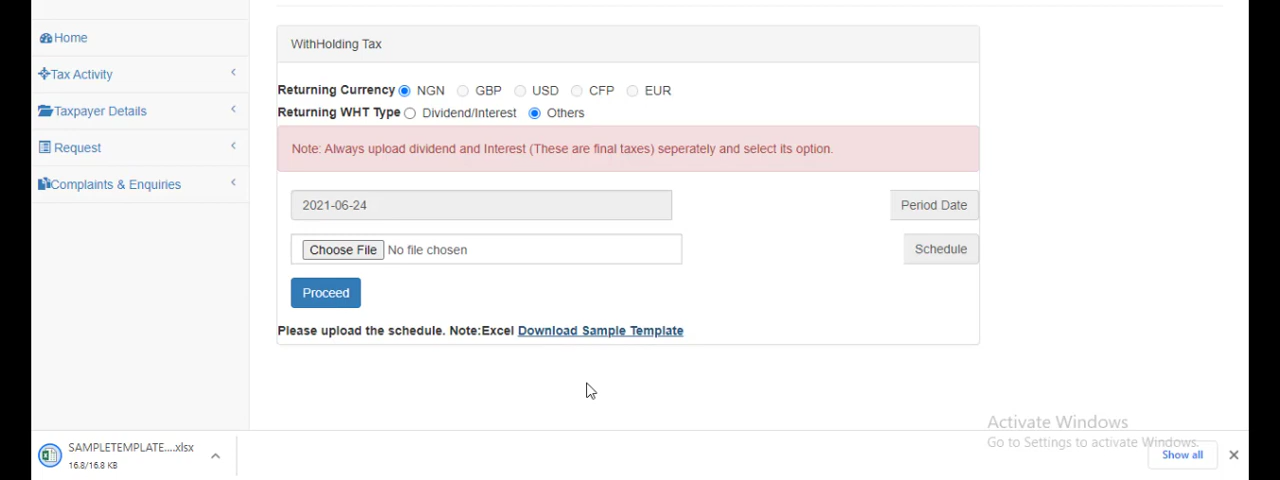 Home
Tax Activity
Taxpayer Details
Request
Complaints & Enquiries
WithHolding Tax
Returning Currency NGN GBP USD CFP EUR
Returning WHT Type Dividend/Interest Others
Note: Always upload dividend and Interest (These are final taxes) seperately and select its option.
2021-06-24 Period Date
Choose File No file chosen Schedule
Proceed
Please upload the schedule. Note:Excel Download Sample Template
Activate Windows
Go to Settings to activate Windows.
SAMPLETEMPLATE....xlsx
16.8/16.8 KB
Show all